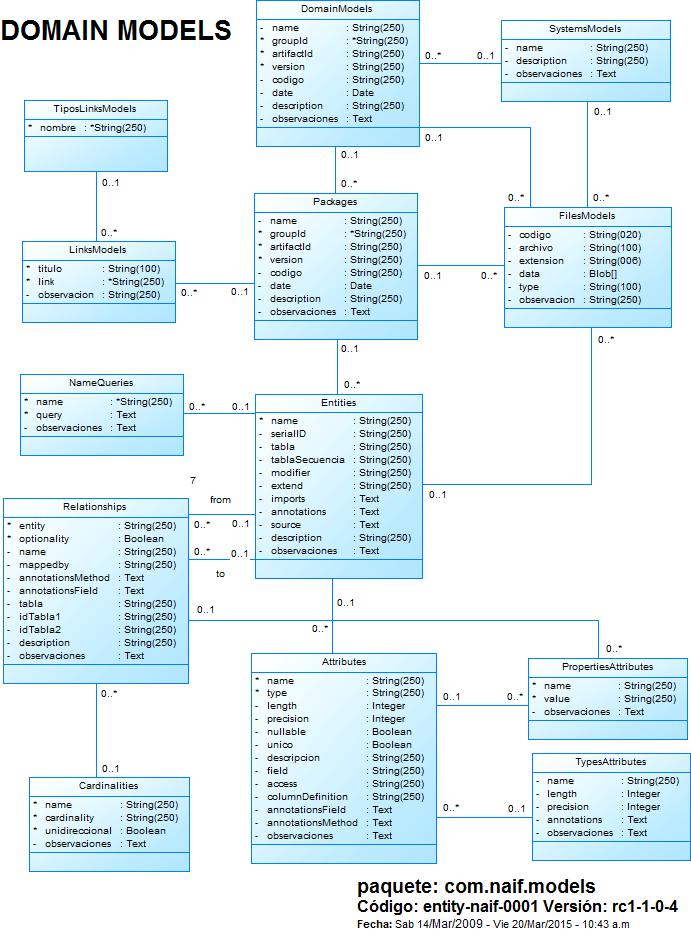 DOMAIN MODELS
DomainModels
- name : String(250)
* groupId : *String(250)
* artifactId : String(250)
* version : String(250)
- codigo : String(250)
- date : Date
- description : String(250)
- observaciones : Text
0..* 0..1
SystemsModels
- name : String(250)
- description : String(250)
- observaciones : Text
0..1
0..1
0..1
0..*
0..*
0..*
TiposLinksModels
* nombre : *String(250)
0..1
0..*
LinksModels
* titulo : String(100)
* link : *String(250)
- observacion : String(250)
0..* 0..1
Packages
- name : String(250)
* groupId : *String(250)
* artifactId : String(250)
* version : String(250)
- codigo : String(250)
- date : Date
- description : String(250)
- observaciones : Text
0..1 0..*
FilesModels
- codigo : String(020)
- archivo : String(100)
- extension : String(006)
- data : Blob[]
- type : String(100)
- observacion : String(250)
0..*
0..1
0..*
NameQueries
* name : *String(250)
* query : Text
- observaciones : Text
0..* 0..1
Entities
* name : String(250)
- serialID : String(250)
- tabla : String(250)
- tablaSecuencia : String(250)
- modifier : String(250)
- extend : String(250)
- imports : Text
- annotations : Text
- source : Text
- description : String(250)
- observaciones : Text
0..1
7
from
0..* 0..1
0..* 0..1
to
Relationships
* entity : String(250)
* optionality : Boolean
- name : String(250)
- mappedby : String(250)
- annotationsMethod : Text
- annotationsField : Text
- tabla : String(250)
- idTabla1 : String(250)
- idTabla2 : String(250)
- description : String(250)
- observaciones : Text
0..1
0..1
0..*
0..*
0..*
0..1
Attributes
* name : String(250)
* type : String(250)
- length : Integer
- precision : Integer
- nullable : Boolean
- unico : Boolean
- descripcion : String(250)
- field : String(250)
- access : String(250)
- columnDefinition : String(250)
- annotationsField : Text
- annotationsMethod : Text
- observaciones : Text
0..1 0..*
PropertiesAttributes
* name : String(250)
* value : String(250)
- observaciones : Text
0..* 0..1
TypesAttributes
- name : String(250)
- length : Integer
- precision : Integer
- annotations : Text
- observaciones : Text
Cardinalities
* name : String(250)
* cardinality : String(250)
* unidireccional : Boolean
- observaciones : Text
paquete: com.naif.models
Código: entity-naif-0001 Versión: rc1-1-0-4
Fecha: Sab 14/Mar/2009 - Vie 20/Mar/2015 - 10:43 a.m